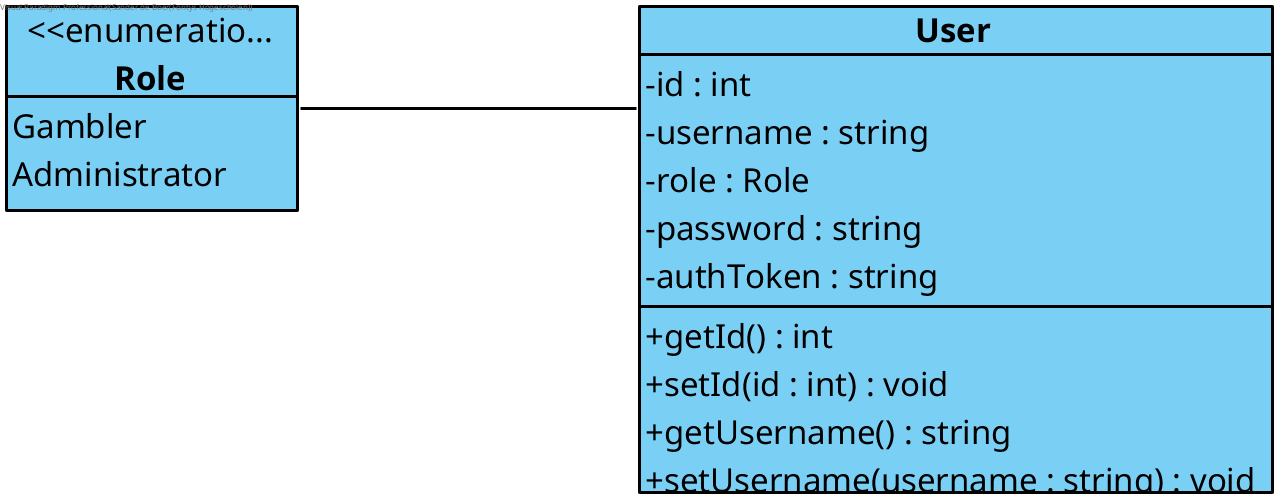 <<enumeratio...
Role
Gambler
Administrator
User
-id : int
-username : string
-role : Role
-password : string
-authToken : string
+getId() : int
+setId(id : int) : void
+getUsername() : string
+setUsername(username : string) : void